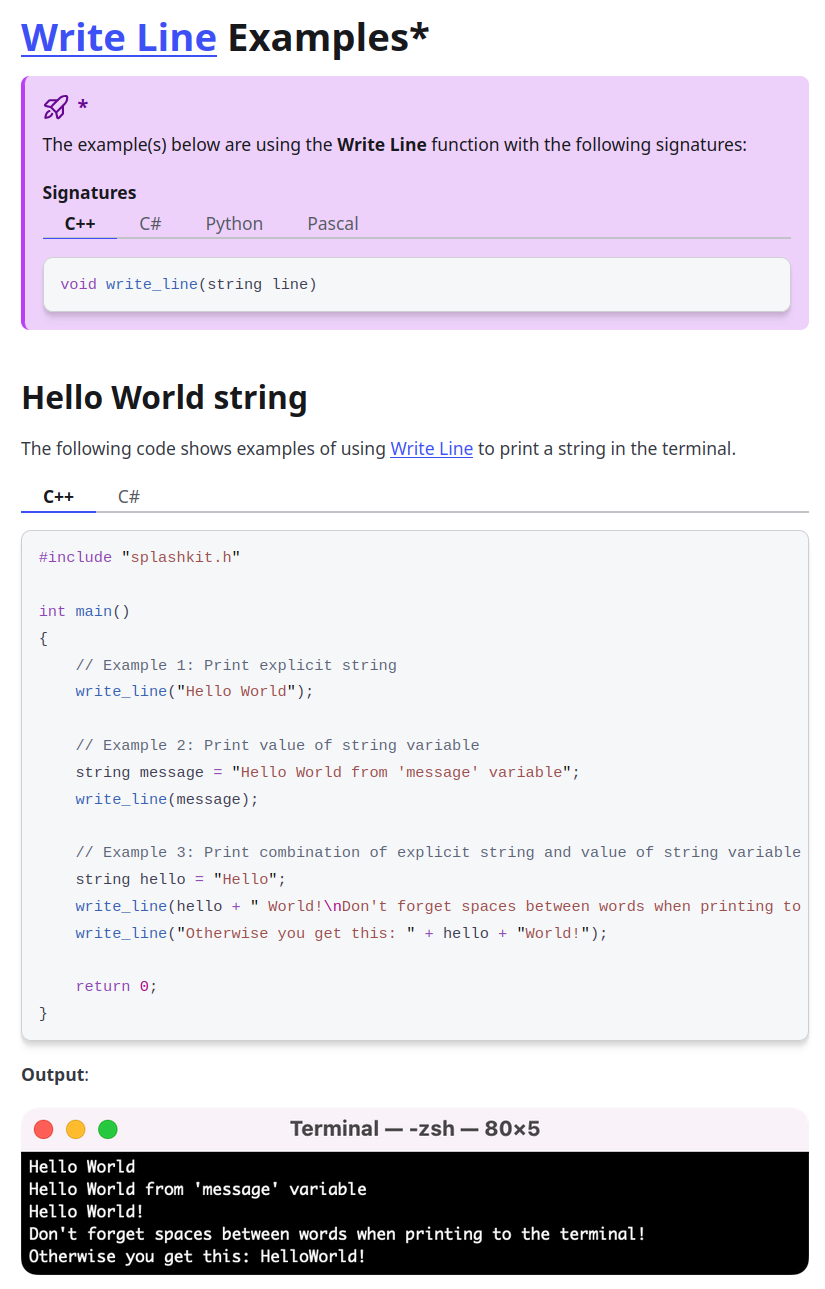 Write Line Examples*
*
The example(s) below are using the Write Line function with the following signatures:
Signatures
C++ C# Python Pascal
void write_line(string line)
Hello World string
The following code shows examples of using Write Line to print a string in the terminal.
C++ C#
#include "splashkit.h"
int main()
{
    // Example 1: Print explicit string
    write_line("Hello World");
    // Example 2: Print value of string variable
    string message = "Hello World from 'message' variable";
    write_line(message);
    // Example 3: Print combination of explicit string and value of string variable
    string hello = "Hello";
    write_line(hello + " World!\nDon't forget spaces between words when printing to
    write_line("Otherwise you get this: " + hello + "World!");
    return 0;
}
Output:
Terminal — -zsh — 80×5
Hello World
Hello World from 'message' variable
Hello World!
Don't forget spaces between words when printing to the terminal!
Otherwise you get this: HelloWorld!